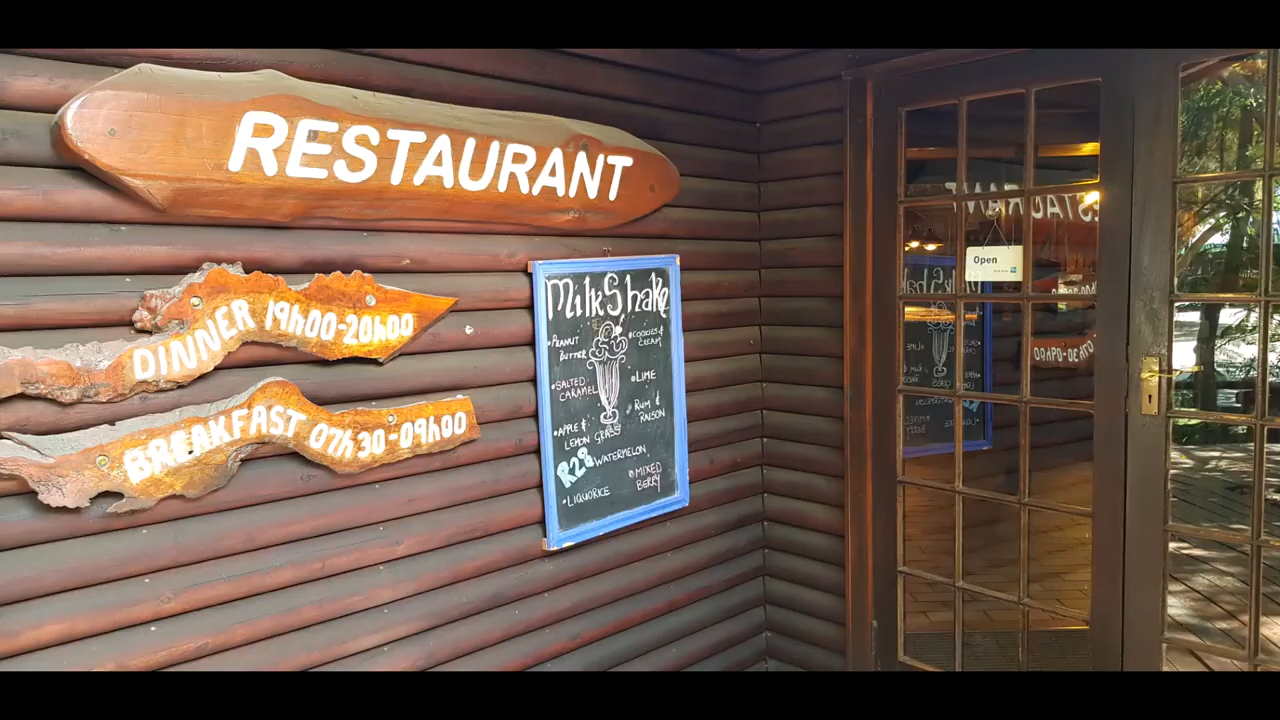 RESTAURANT
DINNER 19h00-20h00
BREAKFAST 07h30-09h00
MilkShake
•PEANUT BUTTER
•COOKIES & CREAM
•SALTED CARAMEL
•LIME
•RUM & RAISON
•APPLE & LEMON GRASS
R28
WATERMELON
•MIXED BERRY
•LIQUORICE
Open